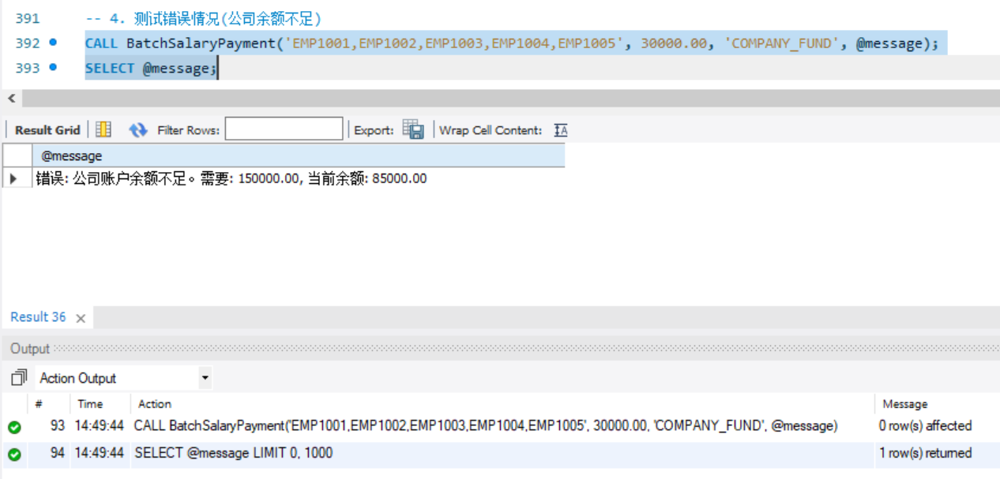 391 -- 4. 测试错误情况(公司余额不足)
392 CALL BatchSalaryPayment('EMP1001,EMP1002,EMP1003,EMP1004,EMP1005', 30000.00, 'COMPANY_FUND', @message);
393 SELECT @message;
Result Grid Filter Rows: Export: Wrap Cell Content: IA
@message
错误: 公司账户余额不足。需要: 150000.00, 当前余额: 85000.00
Result 36 ×
Output
Action Output
# Time Action Message
93 14:49:44 CALL BatchSalaryPayment('EMP1001,EMP1002,EMP1003,EMP1004,EMP1005', 30000.00, 'COMPANY_FUND', @message) 0 row(s) affected
94 14:49:44 SELECT @message LIMIT 0, 1000 1 row(s) returned